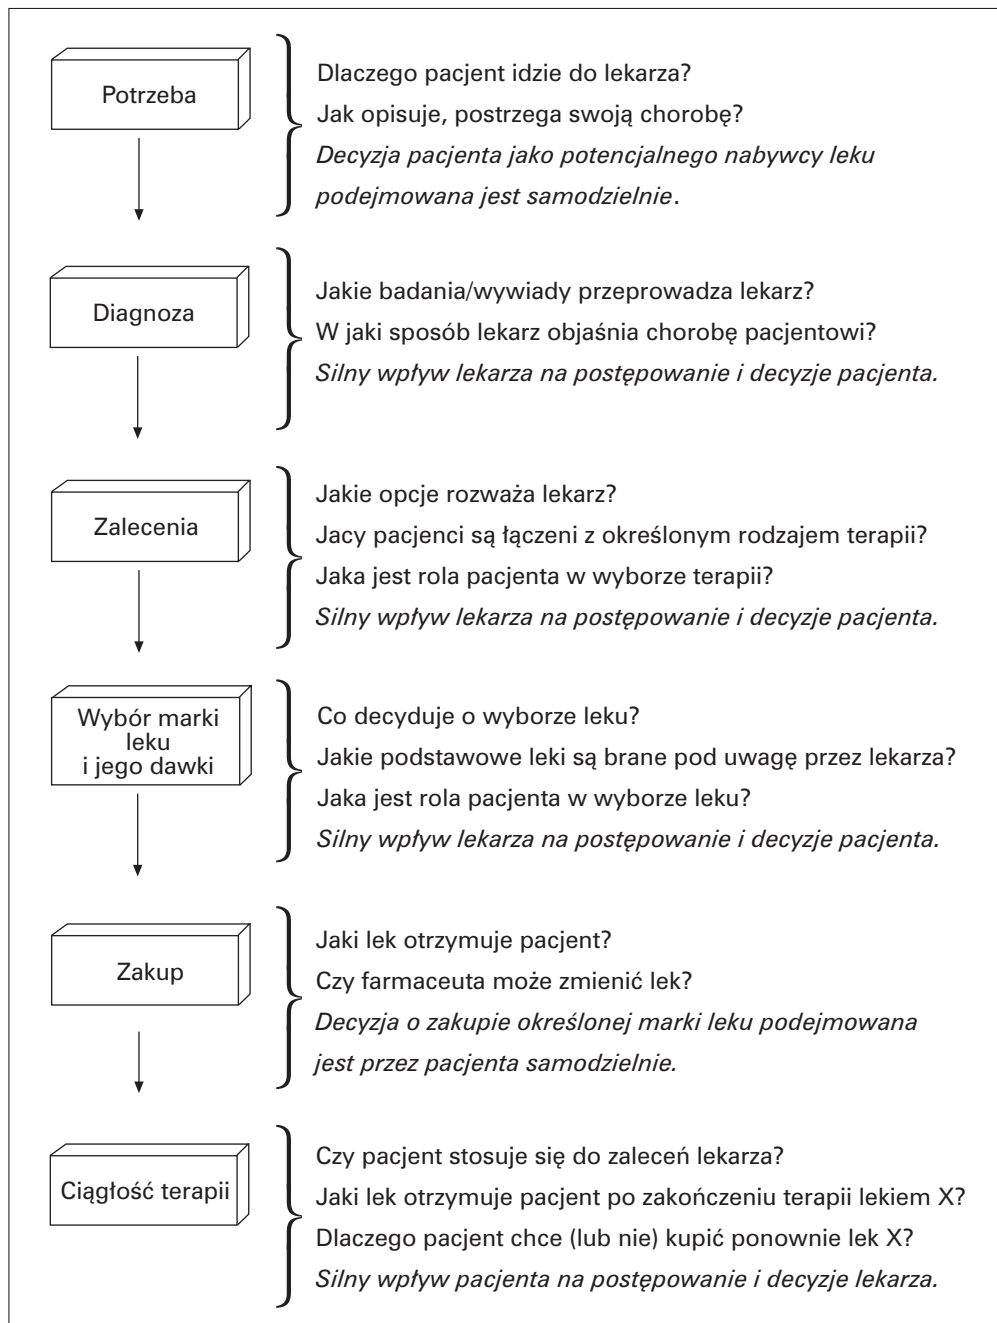 Potrzeba
Dlaczego pacjent idzie do lekarza?
Jak opisuje, postrzega swoją chorobę?
Decyzja pacjenta jako potencjalnego nabywcy leku
podejmowana jest samodzielnie.
Diagnoza
Jakie badania/wywiady przeprowadza lekarz?
W jaki sposób lekarz objaśnia chorobę pacjentowi?
Silny wpływ lekarza na postępowanie i decyzje pacjenta.
Zalecenia
Jakie opcje rozważa lekarz?
Jacy pacjenci są łączeni z określonym rodzajem terapii?
Jaka jest rola pacjenta w wyborze terapii?
Silny wpływ lekarza na postępowanie i decyzje pacjenta.
Wybór marki
leku
i jego dawki
Co decyduje o wyborze leku?
Jakie podstawowe leki są brane pod uwagę przez lekarza?
Jaka jest rola pacjenta w wyborze leku?
Silny wpływ lekarza na postępowanie i decyzje pacjenta.
Zakup
Jaki lek otrzymuje pacjent?
Czy farmaceuta może zmienić lek?
Decyzja o zakupie określonej marki leku podejmowana
jest przez pacjenta samodzielnie.
Ciągłość terapii
Czy pacjent stosuje się do zaleceń lekarza?
Jaki lek otrzymuje pacjent po zakończeniu terapii lekiem X?
Dlaczego pacjent chce (lub nie) kupić ponownie lek X?
Silny wpływ pacjenta na postępowanie i decyzje lekarza.